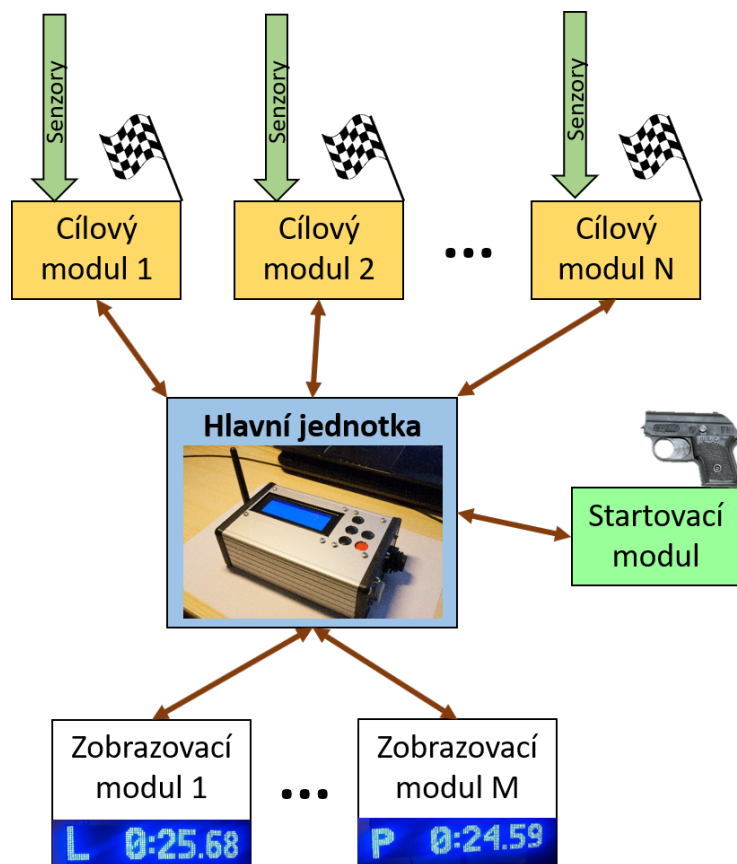 Senzory
Senzory
Senzory
Cílový
modul 1
Cílový
modul 2
...
Cílový
modul N
Hlavní jednotka
Startovací
modul
Zobrazovací
modul 1
...
Zobrazovací
modul M
L 0:25.68
P 0:24.59